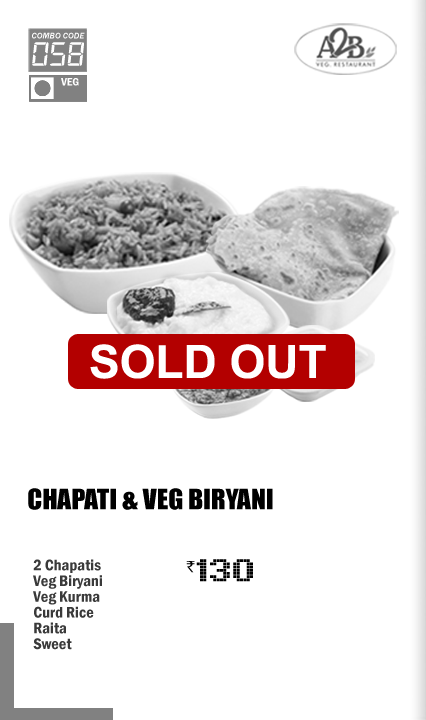 COMBO CODE
058
VEG
A2B
VEG. RESTAURANT
SOLD OUT
CHAPATI & VEG BIRYANI
2 Chapatis
Veg Biryani
Veg Kurma
Curd Rice
Raita
Sweet
₹130